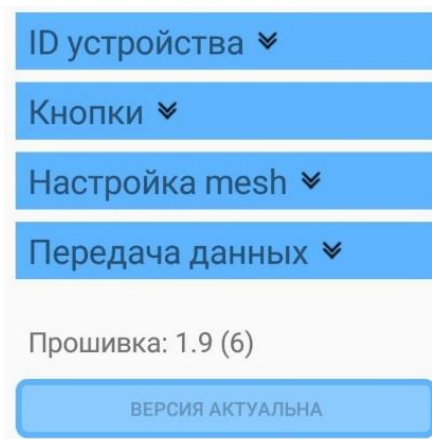 ID устройства
Кнопки
Настройка mesh
Передача данных
Прошивка: 1.9 (6)
ВЕРСИЯ АКТУАЛЬНА